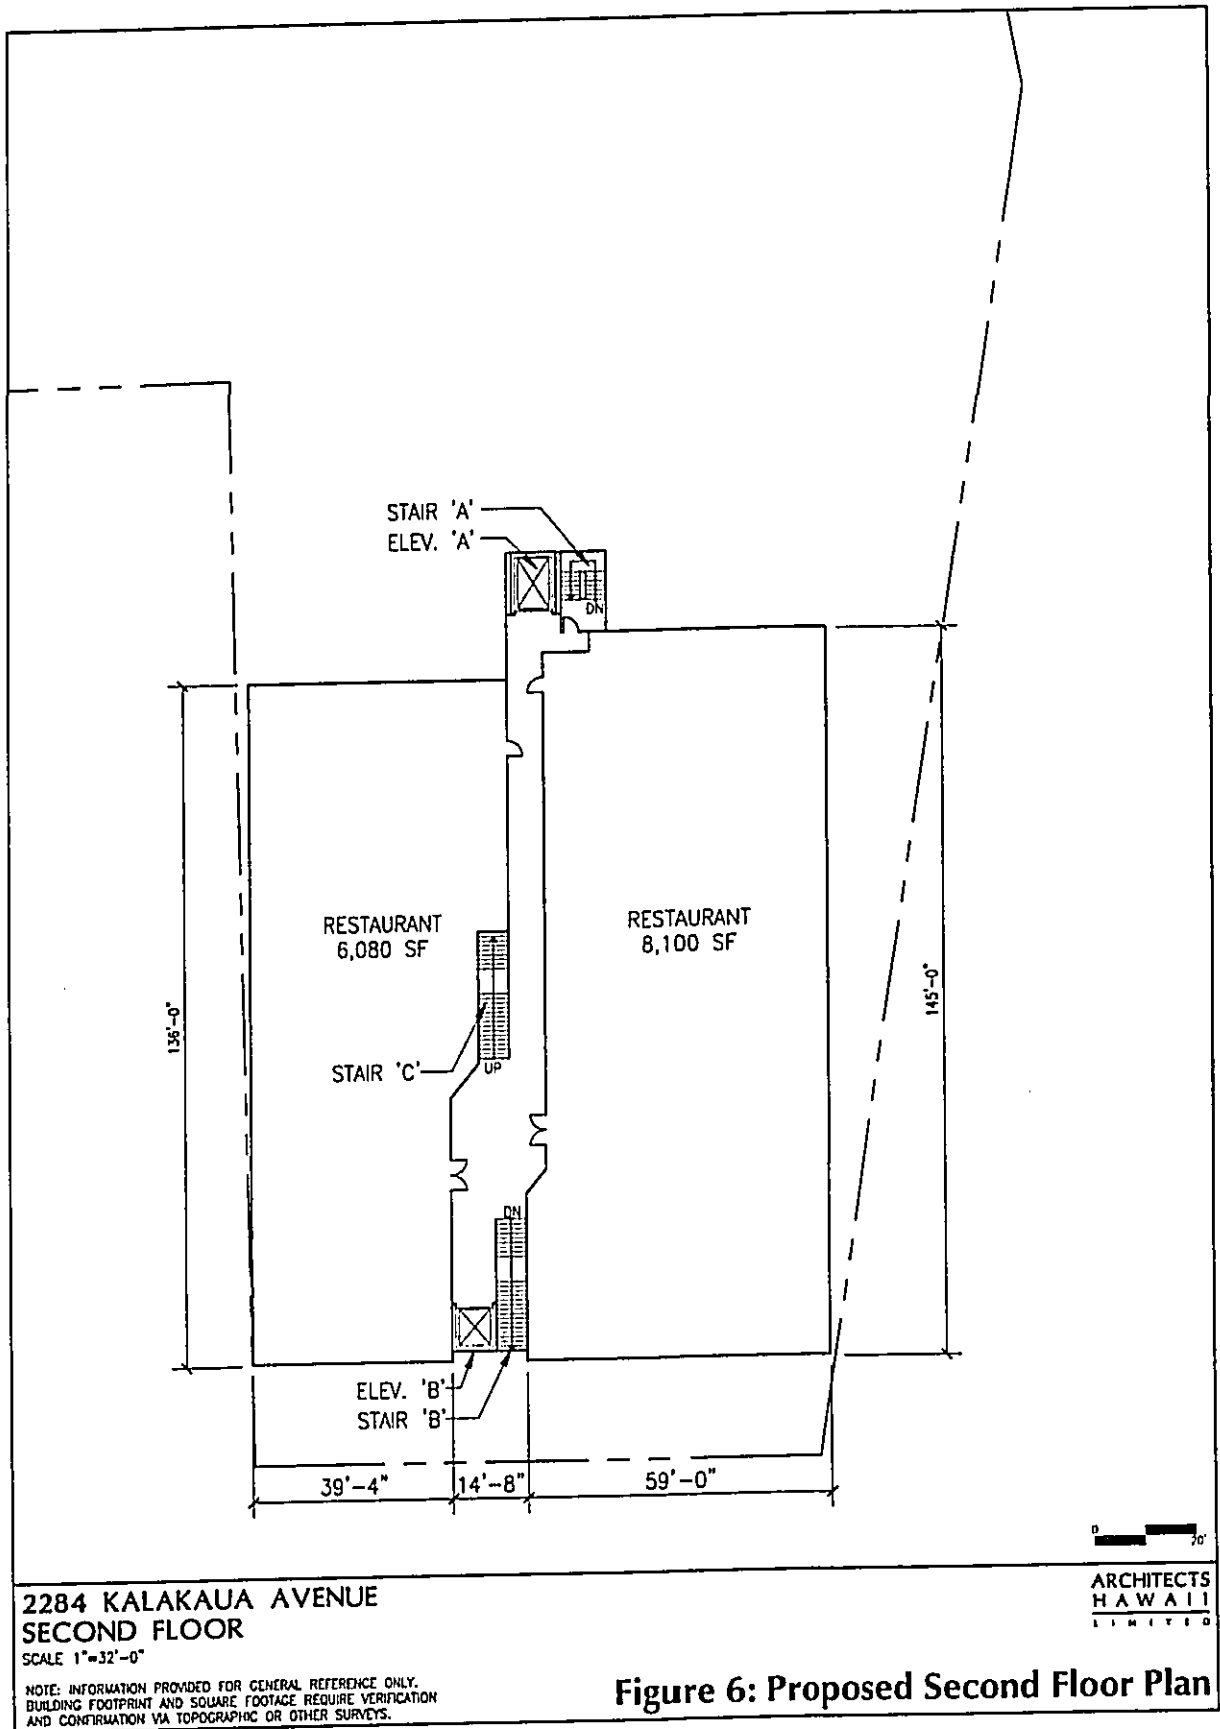 STAIR 'A'
ELEV. 'A'
DN
RESTAURANT
6,080 SF
RESTAURANT
8,100 SF
136'-0"
145'-0"
STAIR 'C'
UP
DN
ELEV. 'B'
STAIR 'B'
39'-4"
14'-8"
59'-0"
0
20'
2284 KALAKAUA AVENUE
SECOND FLOOR
SCALE 1"=32'-0"
NOTE: INFORMATION PROVIDED FOR GENERAL REFERENCE ONLY.
BUILDING FOOTPRINT AND SQUARE FOOTAGE REQUIRE VERIFICATION
AND CONFIRMATION VIA TOPOGRAPHIC OR OTHER SURVEYS.
ARCHITECTS
HAWAII
LIMITED
Figure 6: Proposed Second Floor Plan